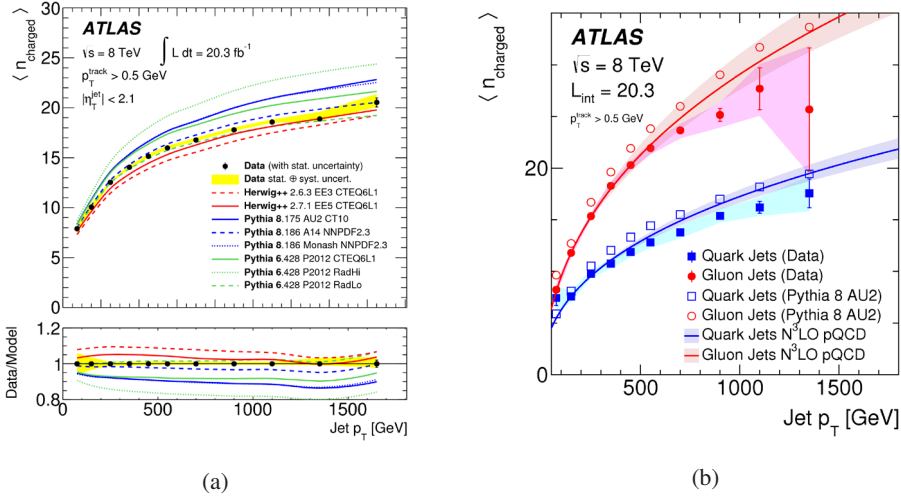 ATLAS
√s = 8 TeV ∫ L dt = 20.3 fb⁻¹
p_T^track > 0.5 GeV
|η_T^jet| < 2.1
⟨ n_charged ⟩
35
30
25
20
15
10
5
0
Data (with stat. uncertainty)
Data stat. ⊕ syst. uncert.
Herwig++ 2.6.3 EE3 CTEQ6L1
Herwig++ 2.7.1 EE5 CTEQ6L1
Pythia 8.175 AU2 CT10
Pythia 8.186 A14 NNPDF2.3
Pythia 8.186 Monash NNPDF2.3
Pythia 6.428 P2012 CTEQ6L1
Pythia 6.428 P2012 RadHi
Pythia 6.428 P2012 RadLo
Data/Model
1.2
1
0.8
0 500 1000 1500
Jet p_T [GeV]
(a)
⟨ n_charged ⟩
ATLAS
√s = 8 TeV
L_int = 20.3
p_T^track > 0.5 GeV
20
0
Quark Jets (Data)
Gluon Jets (Data)
Quark Jets (Pythia 8 AU2)
Gluon Jets (Pythia 8 AU2)
Quark Jets N³LO pQCD
Gluon Jets N³LO pQCD
500 1000 1500
Jet p_T [GeV]
(b)